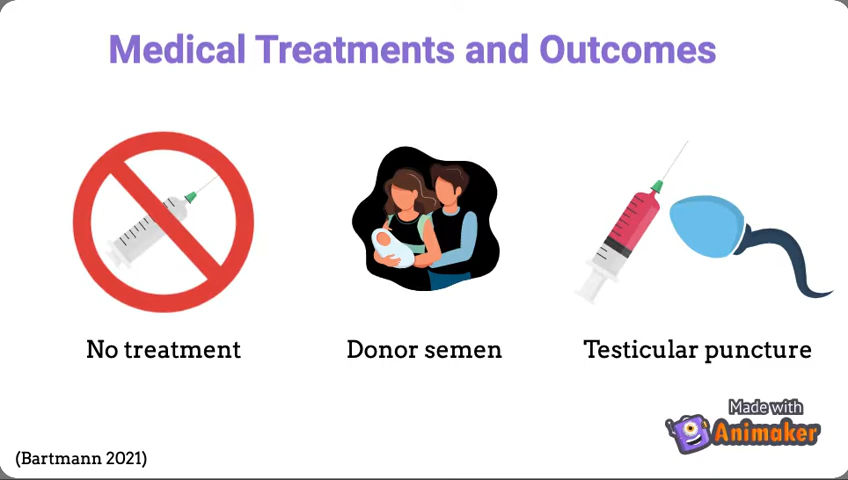 Medical Treatments and Outcomes
No treatment
Donor semen
Testicular puncture
Made with
Animaker
(Bartmann 2021)